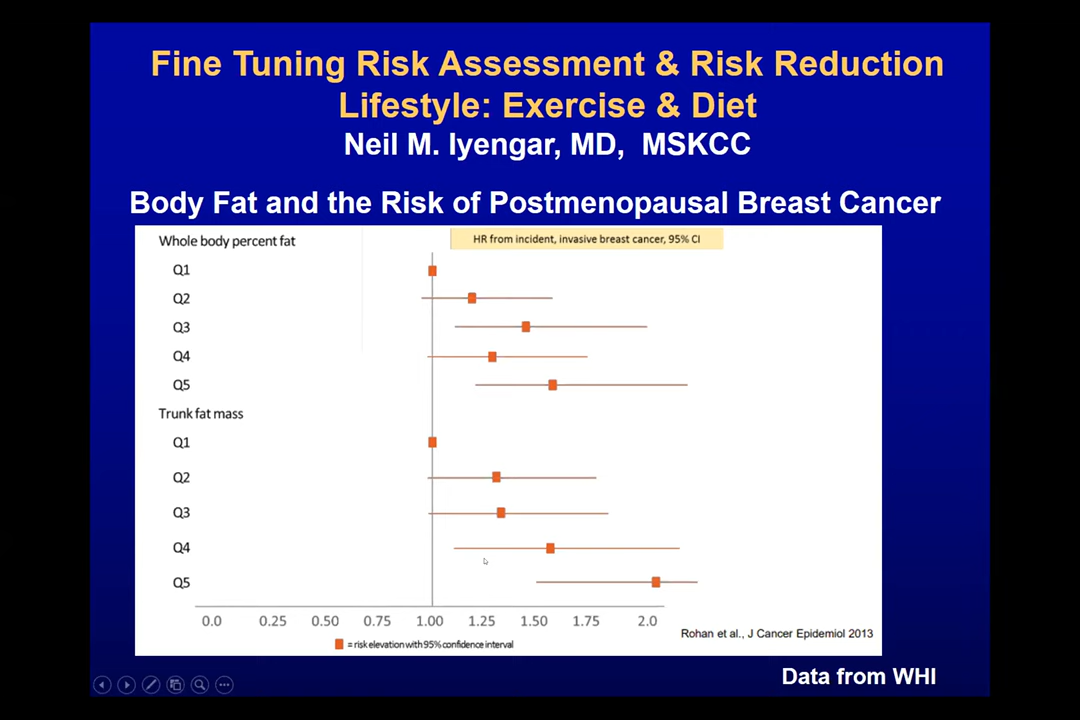 Fine Tuning Risk Assessment & Risk Reduction
Lifestyle: Exercise & Diet
Neil M. Iyengar, MD, MSKCC
Body Fat and the Risk of Postmenopausal Breast Cancer
Whole body percent fat
HR from incident, invasive breast cancer, 95% CI
Q1
Q2
Q3
Q4
Q5
Trunk fat mass
Q1
Q2
Q3
Q4
Q5
0.0 0.25 0.50 0.75 1.00 1.25 1.50 1.75 2.0
Rohan et al., J Cancer Epidemiol 2013
= risk elevation with 95% confidence interval
Data from WHI